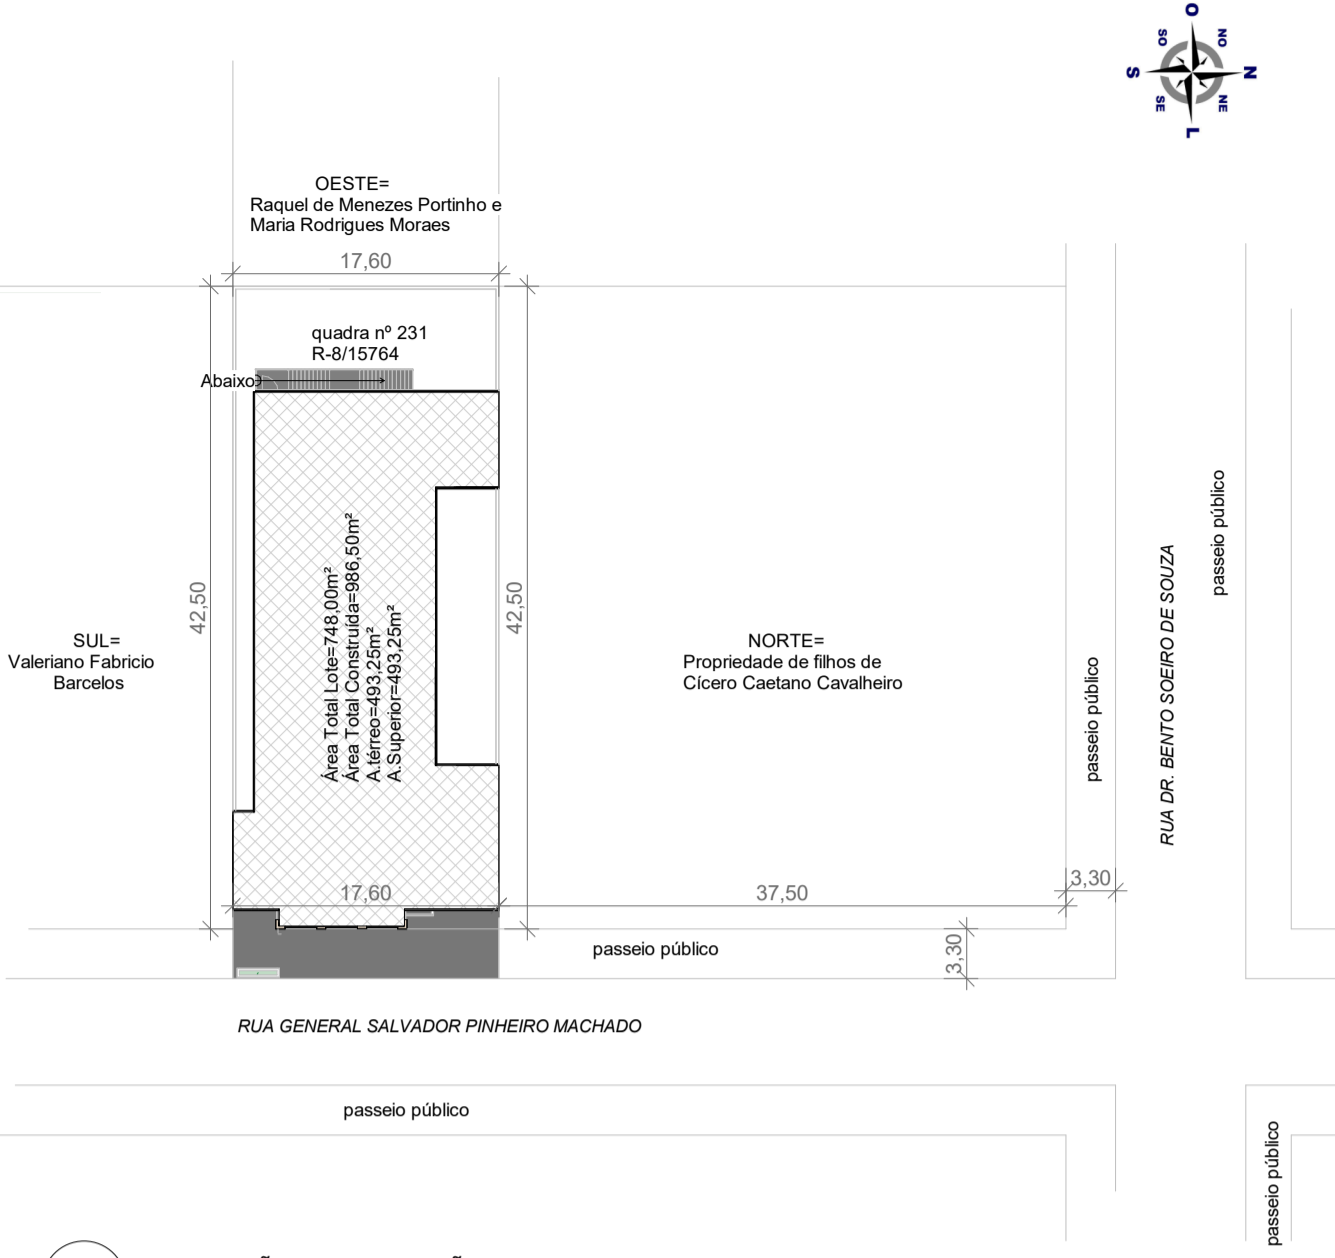 O
SO
NO
S
N
SE
NE
L
OESTE=
Raquel de Menezes Portinho e
Maria Rodrigues Moraes
17,60
quadra nº 231
R-8/15764
Abaixo
42,50
42,50
Área Total Lote=748,00m²
Área Total Construída=986,50m²
A.térreo=493,25m²
A.Superior=493,25m²
SUL=
Valeriano Fabricio
Barcelos
NORTE=
Propriedade de filhos de
Cícero Caetano Cavalheiro
passeio público
RUA DR. BENTO SOEIRO DE SOUZA
passeio público
17,60
37,50
3,30
passeio público
3,30
RUA GENERAL SALVADOR PINHEIRO MACHADO
passeio público
passeio público